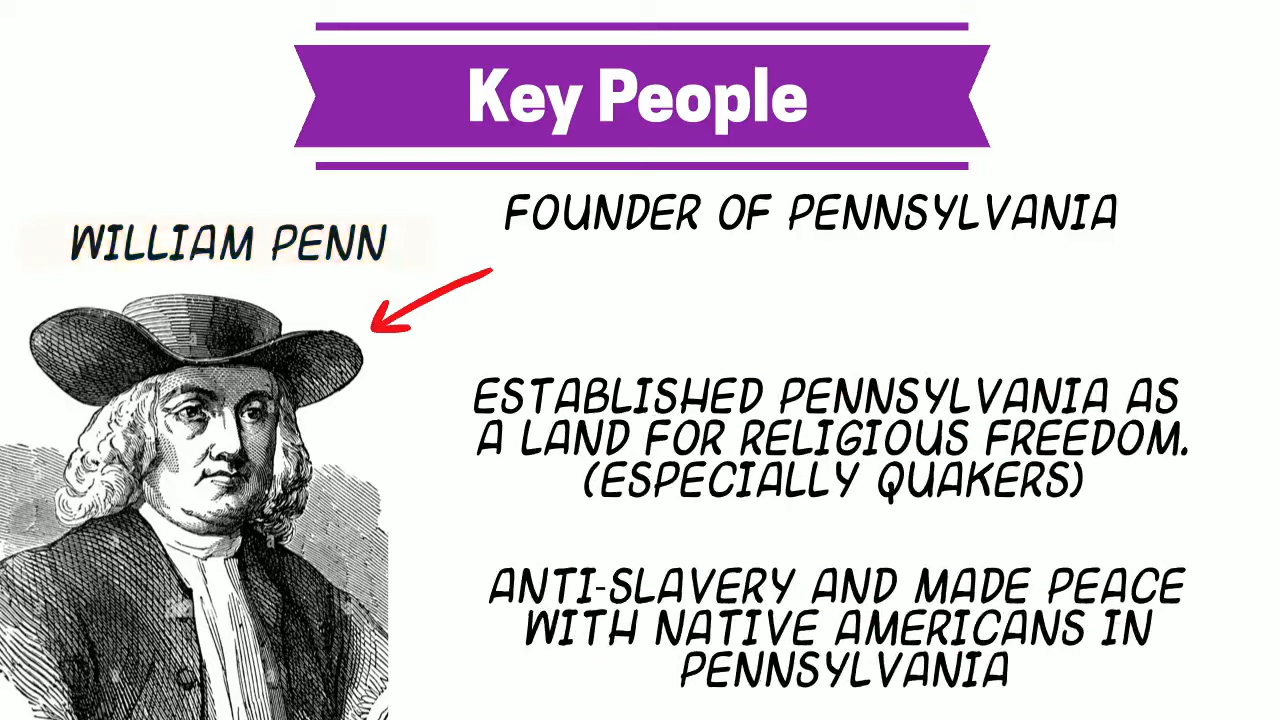 Key People
FOUNDER OF PENNSYLVANIA
WILLIAM PENN
ESTABLISHED PENNSYLVANIA AS
A LAND FOR RELIGIOUS FREEDOM.
(ESPECIALLY QUAKERS)
ANTI-SLAVERY AND MADE PEACE
WITH NATIVE AMERICANS IN
PENNSYLVANIA